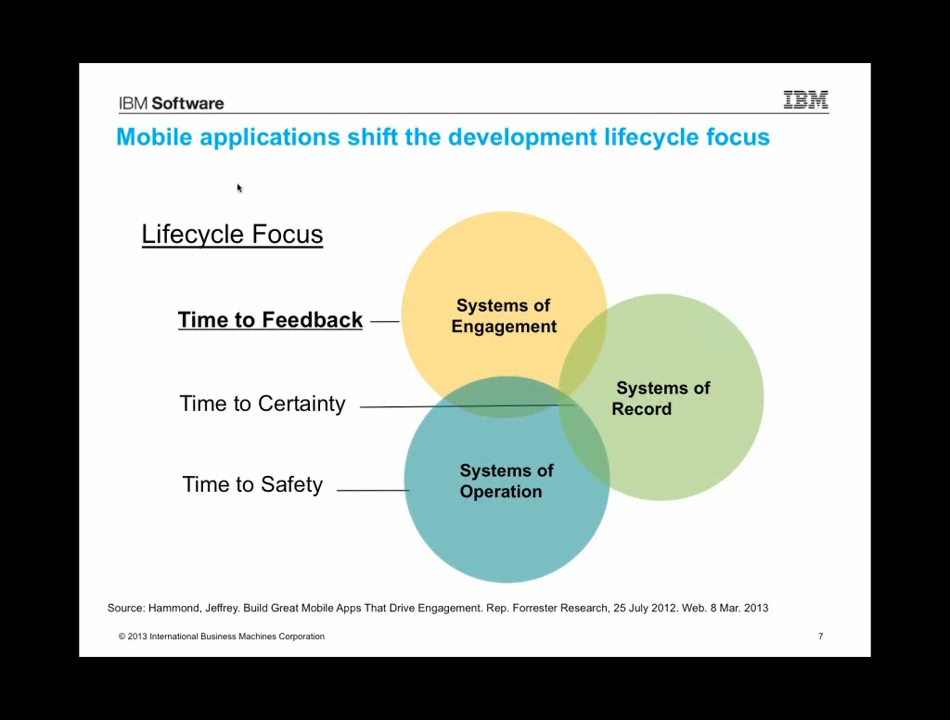 IBM Software
IBM
Mobile applications shift the development lifecycle focus
Lifecycle Focus
Time to Feedback
Time to Certainty
Time to Safety
Systems of
Engagement
Systems of
Record
Systems of
Operation
Source: Hammond, Jeffrey. Build Great Mobile Apps That Drive Engagement. Rep. Forrester Research, 25 July 2012. Web. 8 Mar. 2013
© 2013 International Business Machines Corporation
7